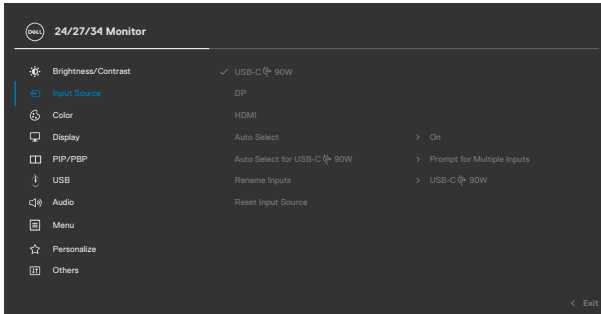 DELL 24/27/34 Monitor
Brightness/Contrast ✓ USB-C 90W
Input Source DP
Color HDMI
Display Auto Select > On
PIP/PBP Auto Select for USB-C 90W > Prompt for Multiple Inputs
USB Rename Inputs > USB-C 90W
Audio Reset Input Source
Menu
Personalize
Others
< Exit